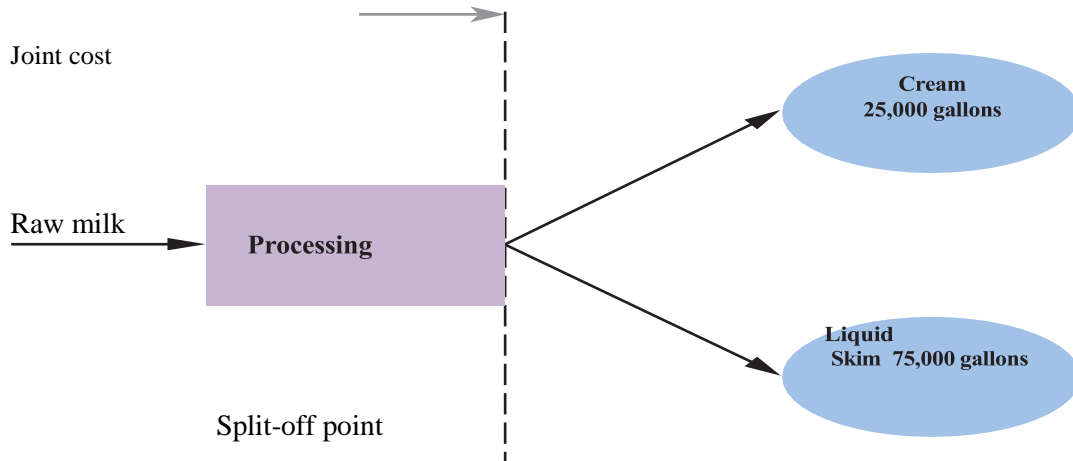 Joint cost
Cream
25,000 gallons
Raw milk
Processing
Liquid
Skim 75,000 gallons
Split-off point